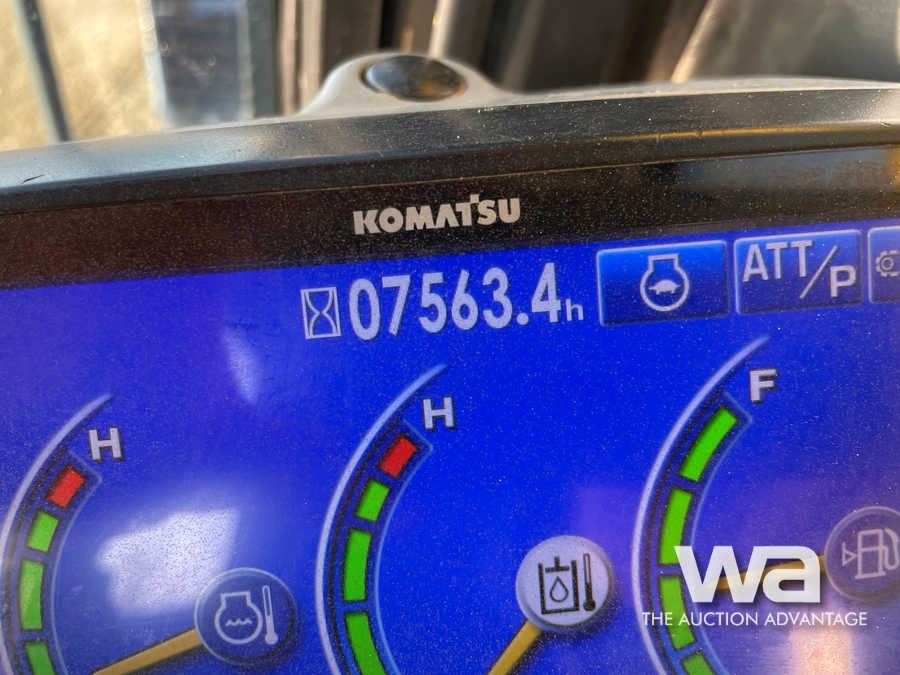 KOMATSU
07563.4h
ATT/P
H
H
F
wa
THE AUCTION ADVANTAGE